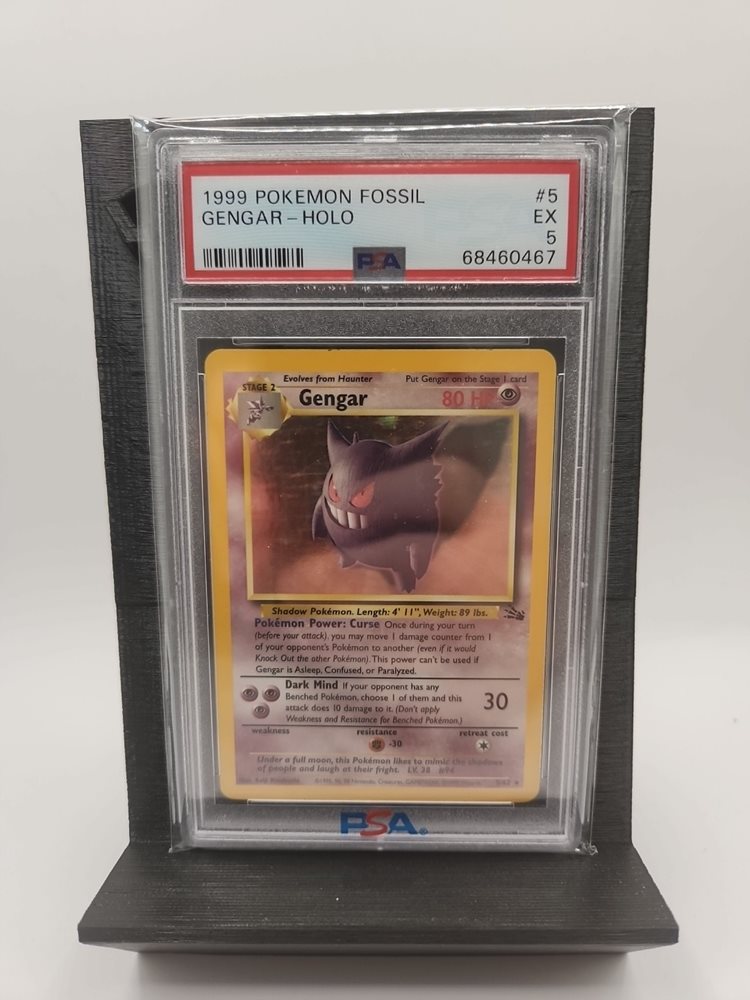 1999 POKEMON FOSSIL #5
GENGAR – HOLO EX
5
PSA 68460467
Evolves from Haunter Put Gengar on the Stage 1 card
STAGE 2
Gengar 80 HP
Shadow Pokémon. Length: 4' 11", Weight: 89 lbs.
Pokémon Power: Curse Once during your turn
(before your attack), you may move 1 damage counter from 1
of your opponent's Pokémon to another (even if it would
Knock Out the other Pokémon). This power can't be used if
Gengar is Asleep, Confused, or Paralyzed.
Dark Mind If your opponent has any
Benched Pokémon, choose 1 of them and this
attack does 10 damage to it. (Don't apply
Weakness and Resistance for Benched Pokémon.)
30
weakness resistance retreat cost
-30
Under a full moon, this Pokémon likes to mimic the shadows
of people and laugh at their fright. LV. 38 #94
5/62
PSA®